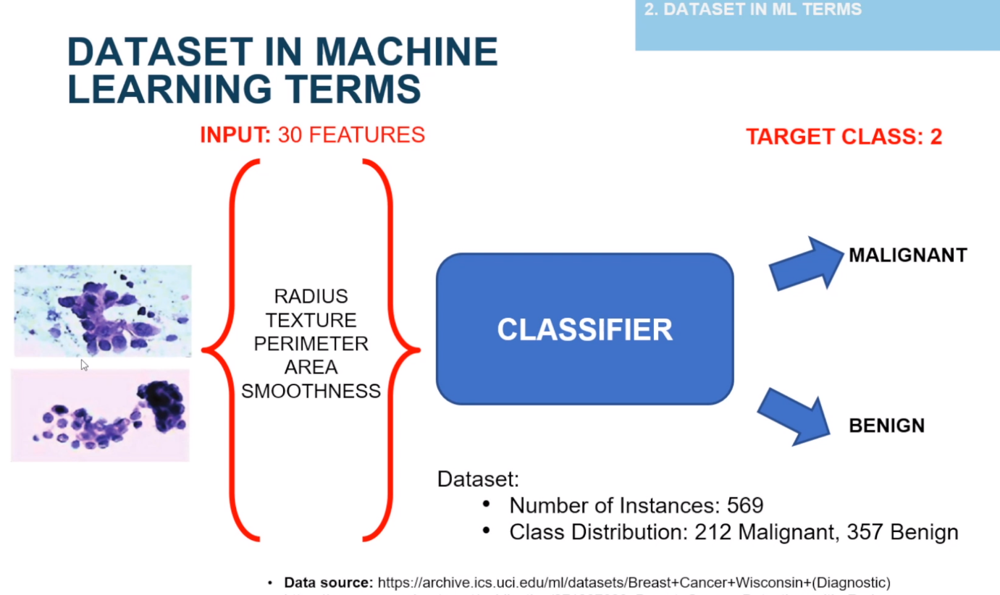 2. DATASET IN ML TERMS
DATASET IN MACHINE
LEARNING TERMS
INPUT: 30 FEATURES
TARGET CLASS: 2
RADIUS
TEXTURE
PERIMETER
AREA
SMOOTHNESS
CLASSIFIER
MALIGNANT
BENIGN
Dataset:
• Number of Instances: 569
• Class Distribution: 212 Malignant, 357 Benign
• Data source: https://archive.ics.uci.edu/ml/datasets/Breast+Cancer+Wisconsin+(Diagnostic)